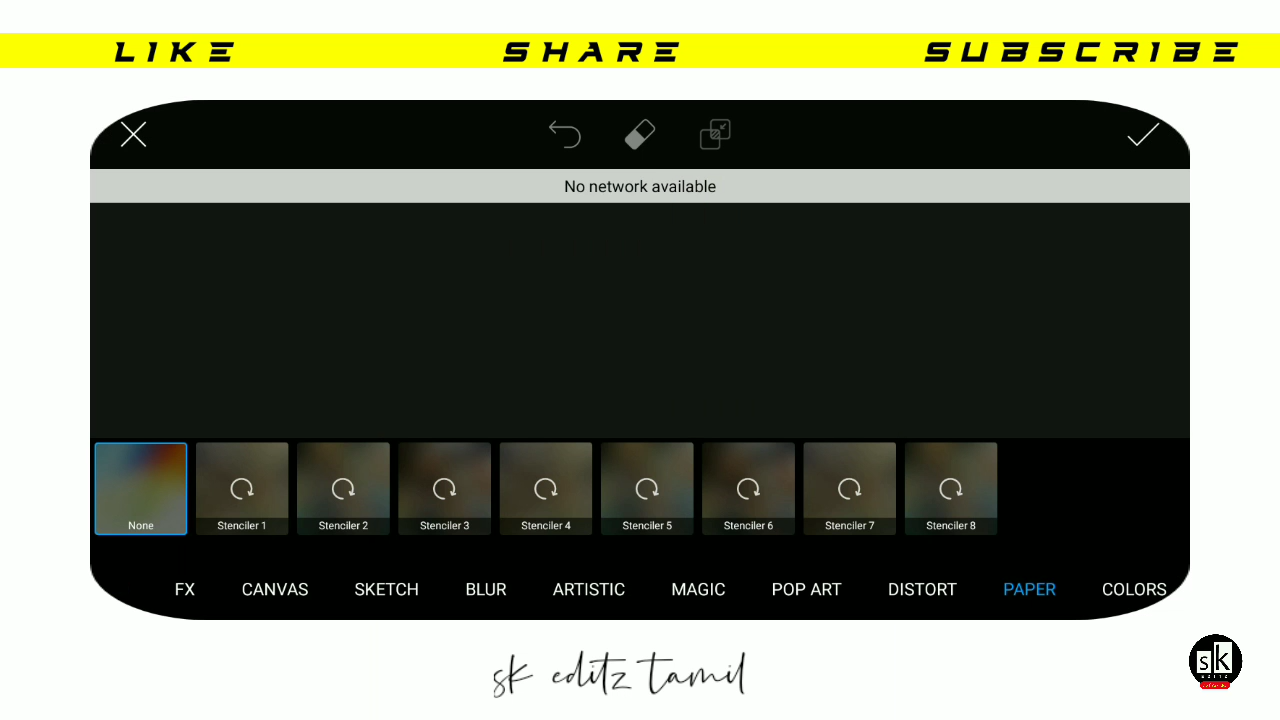 LIKE SHARE SUBSCRIBE
No network available
None Stenciler 1 Stenciler 2 Stenciler 3 Stenciler 4 Stenciler 5 Stenciler 6 Stenciler 7 Stenciler 8
FX CANVAS SKETCH BLUR ARTISTIC MAGIC POP ART DISTORT PAPER COLORS
sk editz tamil
sk